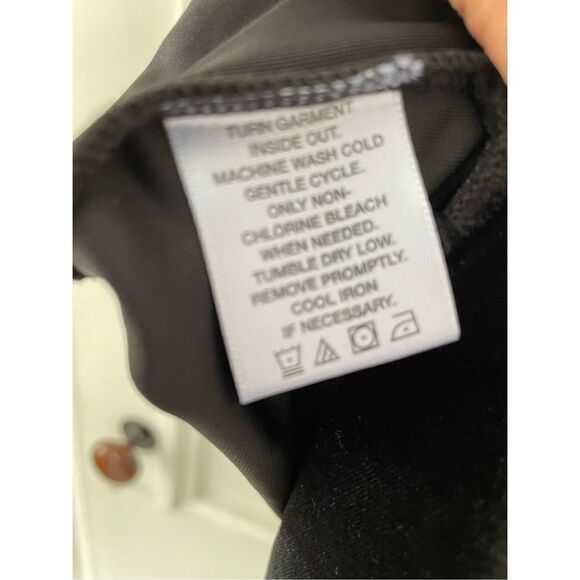 TURN GARMENT
INSIDE OUT.
MACHINE WASH COLD
GENTLE CYCLE.
ONLY NON-
CHLORINE BLEACH
WHEN NEEDED.
TUMBLE DRY LOW.
REMOVE PROMPTLY.
COOL IRON
IF NECESSARY.